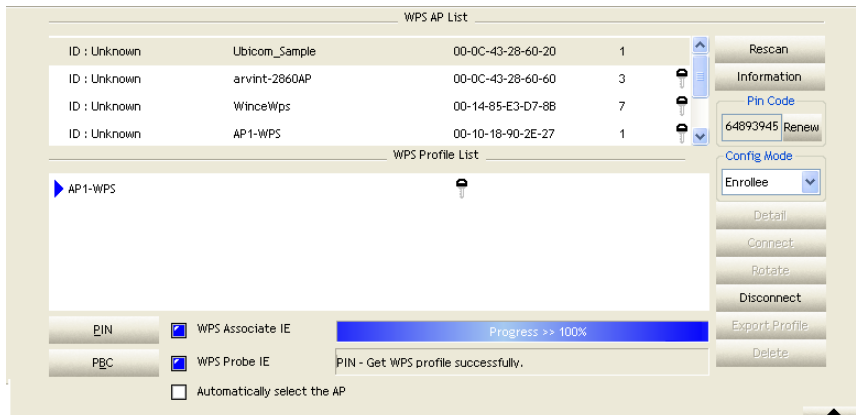 WPS AP List
ID : Unknown Ubicom_Sample 00-0C-43-28-60-20 1
ID : Unknown arvint-2860AP 00-0C-43-28-60-60 3
ID : Unknown WinceWps 00-14-85-E3-D7-8B 7
ID : Unknown AP1-WPS 00-10-18-90-2E-27 1
Rescan
Information
Pin Code
64893945 Renew
Config Mode
Enrollee
WPS Profile List
AP1-WPS
Detail
Connect
Rotate
Disconnect
Export Profile
Delete
PIN WPS Associate IE Progress >> 100%
PBC WPS Probe IE PIN - Get WPS profile successfully.
Automatically select the AP